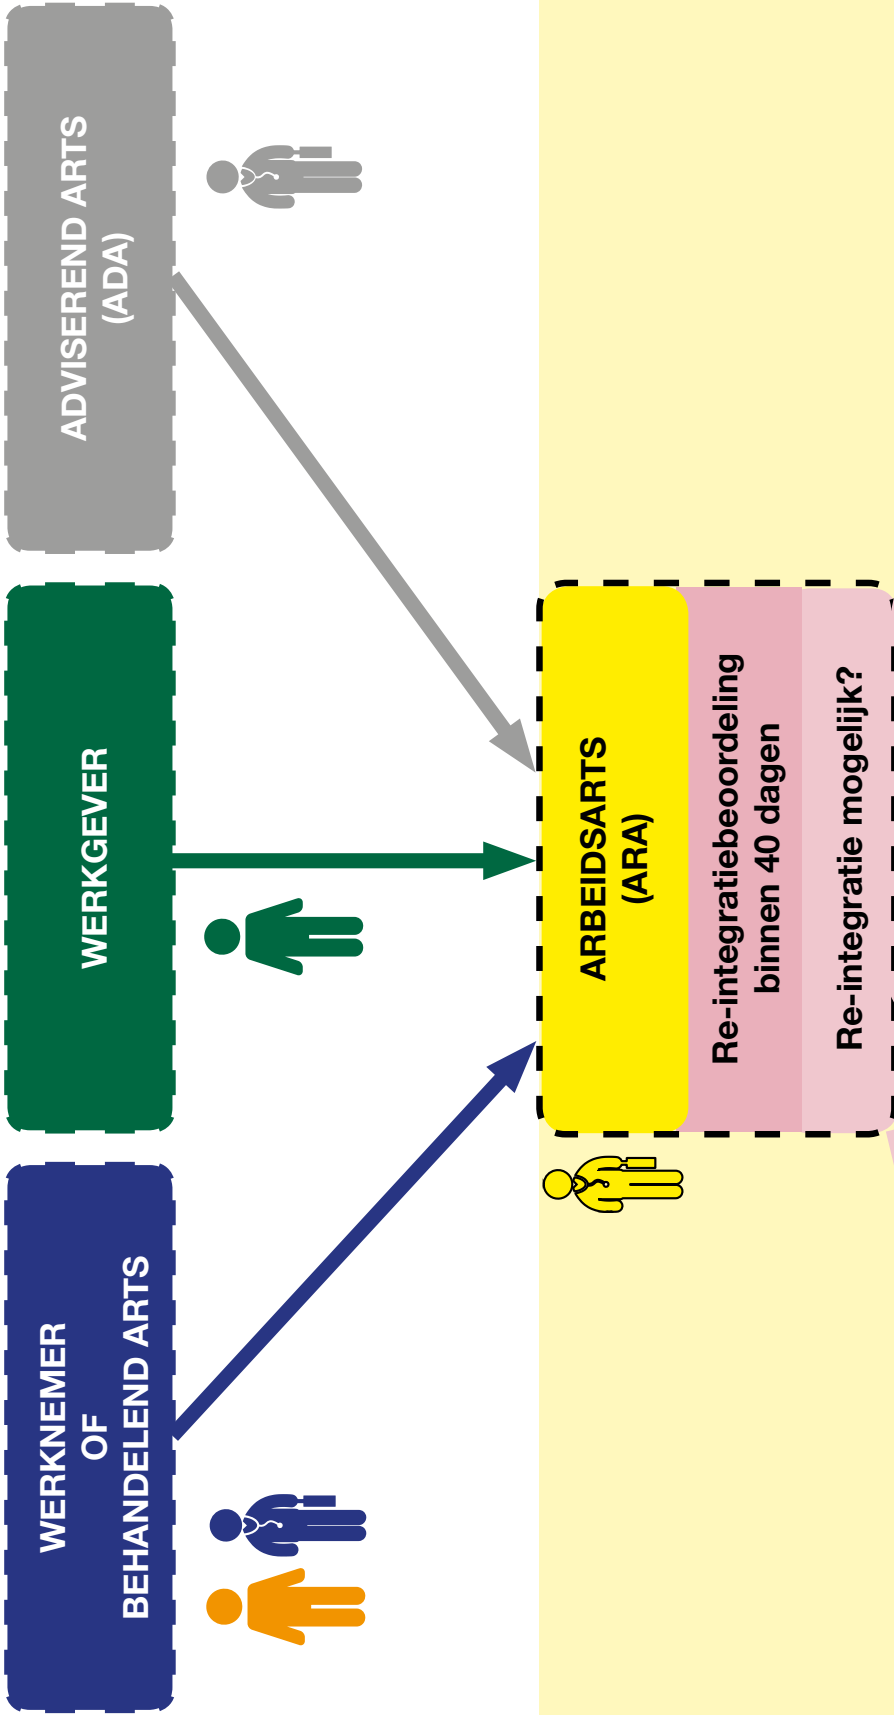 WERKNEMER
OF
BEHANDELEND ARTS
WERKGEVER
ADVISEREND ARTS
(ADA)
ARBEIDSARTS
(ARA)
Re-integratiebeoordeling
binnen 40 dagen
Re-integratie mogelijk?